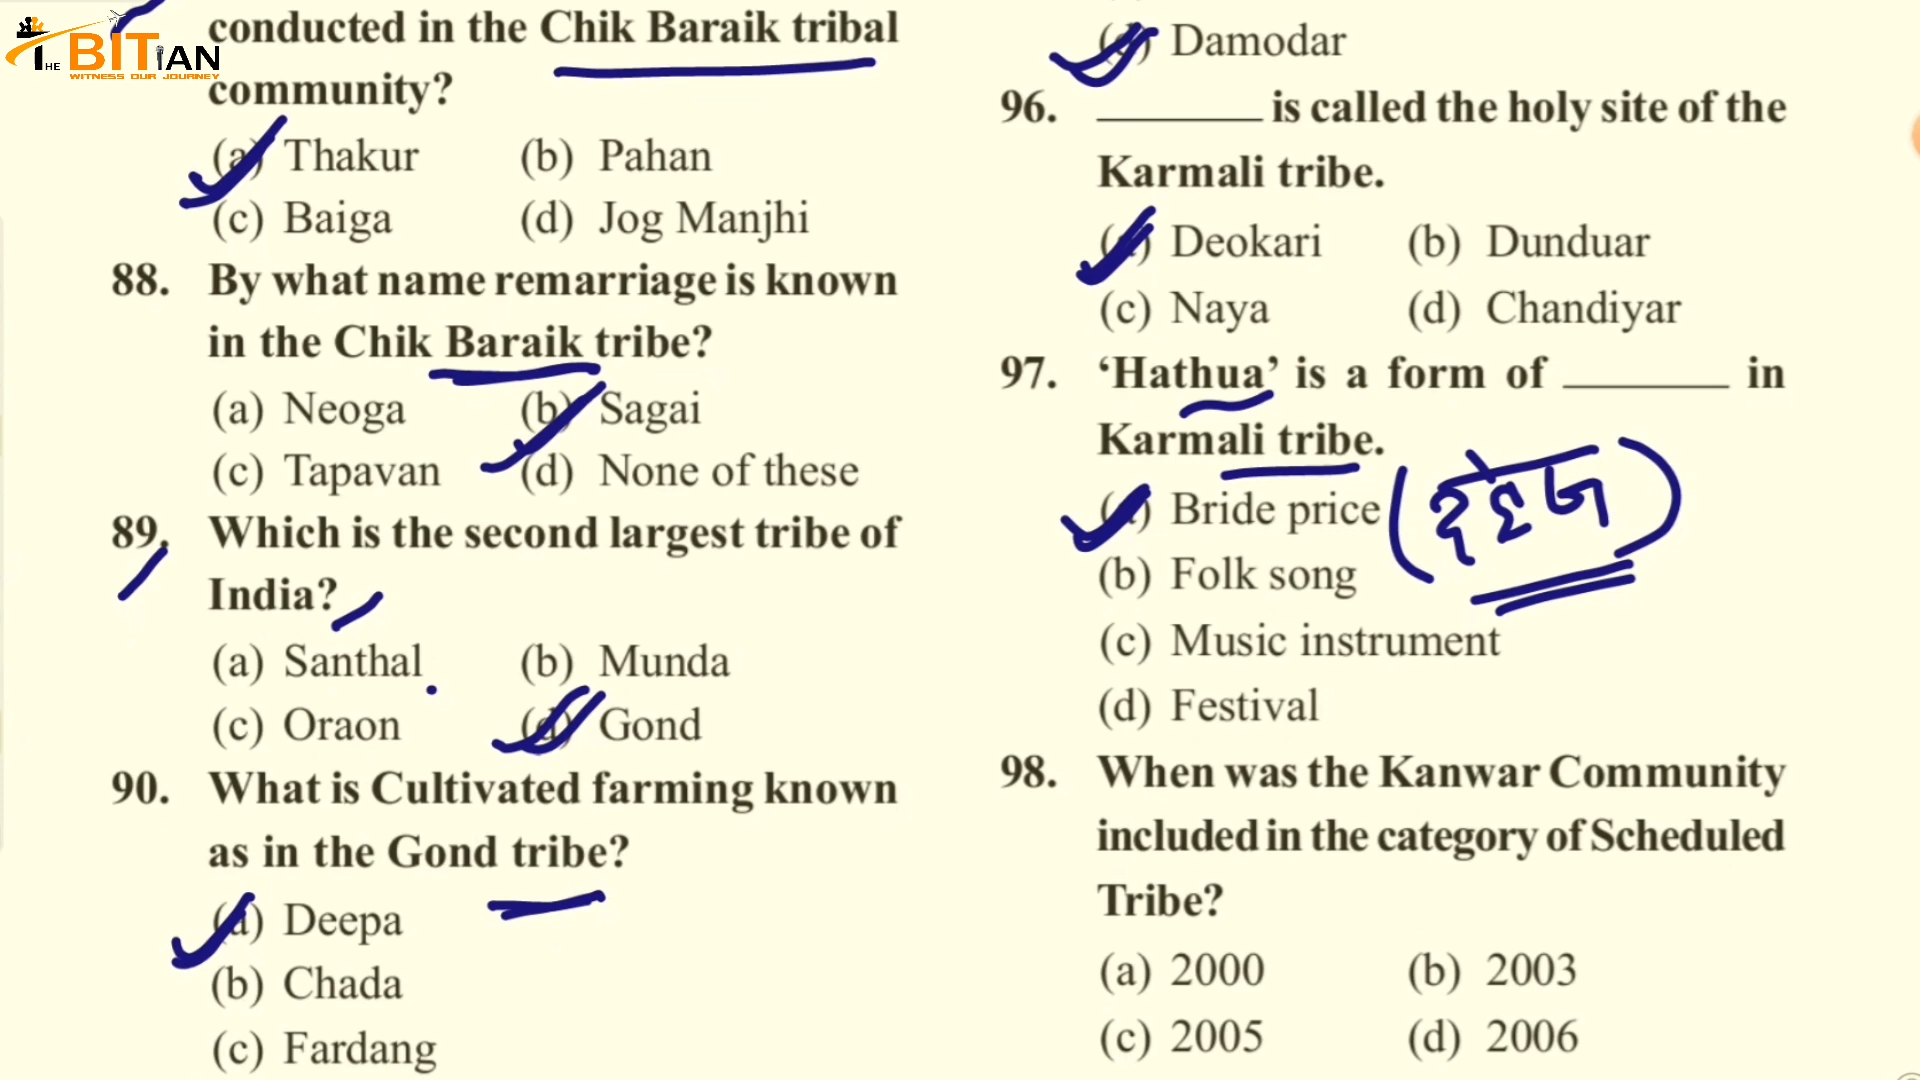 THE BITIAN
WITNESS OUR JOURNEY
conducted in the Chik Baraik tribal
community?
(a) Thakur (b) Pahan
(c) Baiga (d) Jog Manjhi
88. By what name remarriage is known
in the Chik Baraik tribe?
(a) Neoga (b) Sagai
(c) Tapavan (d) None of these
89. Which is the second largest tribe of
India?
(a) Santhal (b) Munda
(c) Oraon (d) Gond
90. What is Cultivated farming known
as in the Gond tribe?
(a) Deepa
(b) Chada
(c) Fardang
Damodar
96. ________ is called the holy site of the
Karmali tribe.
(a) Deokari (b) Dunduar
(c) Naya (d) Chandiyar
97. ‘Hathua’ is a form of ________ in
Karmali tribe.
(a) Bride price (दहेज)
(b) Folk song
(c) Music instrument
(d) Festival
98. When was the Kanwar Community
included in the category of Scheduled
Tribe?
(a) 2000 (b) 2003
(c) 2005 (d) 2006